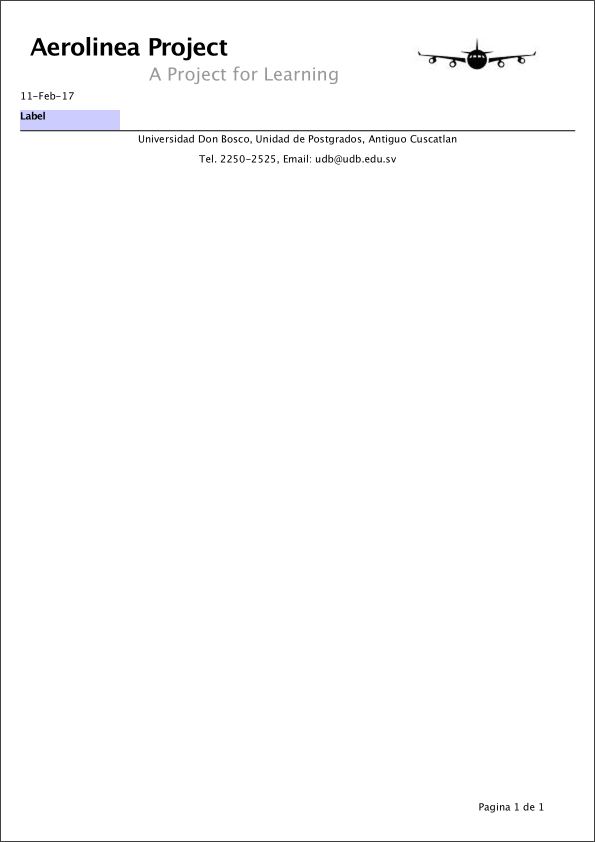 Aerolinea Project
A Project for Learning
11-Feb-17
Label
Universidad Don Bosco, Unidad de Postgrados, Antiguo Cuscatlan
Tel. 2250-2525, Email: udb@udb.edu.sv
Pagina 1 de 1